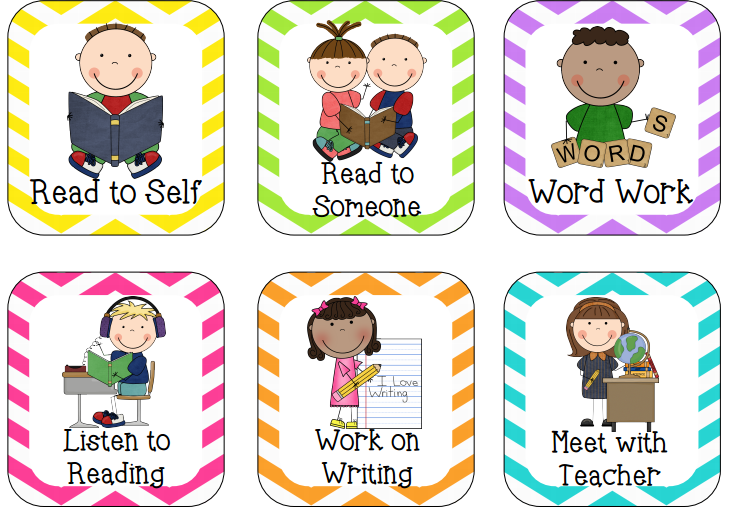 S
WORD
Read to Self
Read to
Someone
Word Work
I Love
Writing
Listen to
Reading
Work on
Writing
Meet with
Teacher